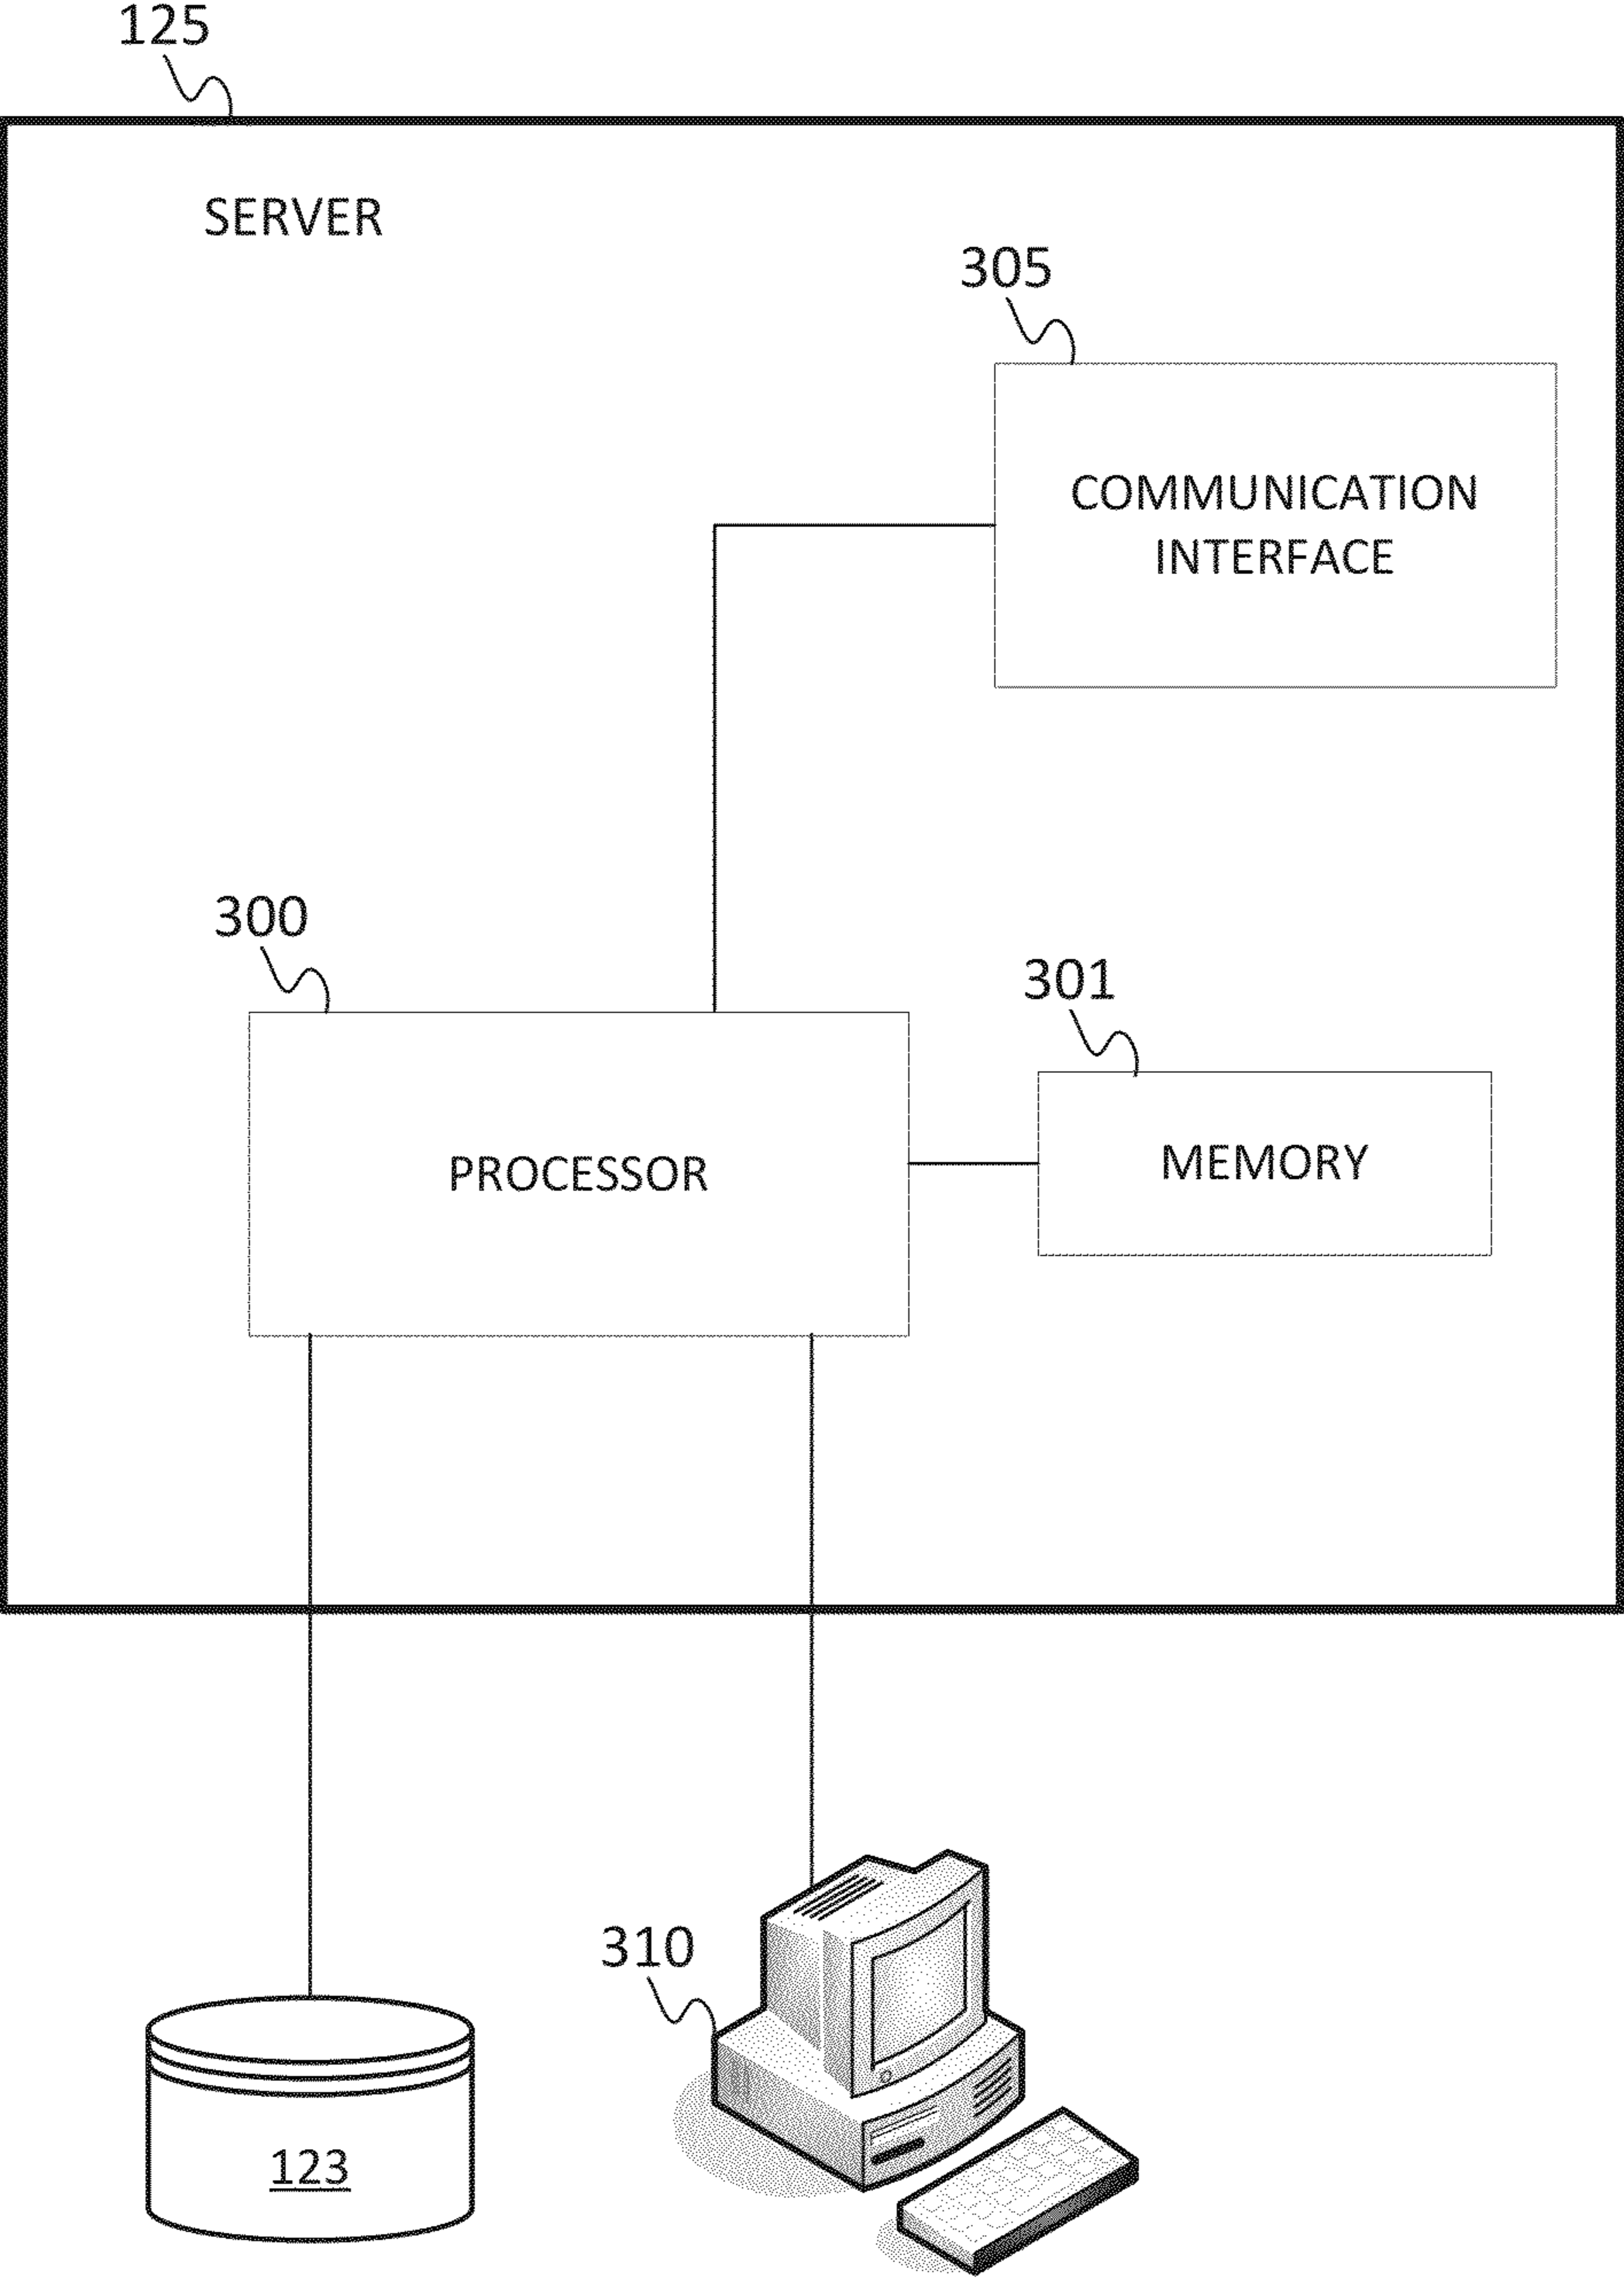 125
SERVER
305
COMMUNICATION
INTERFACE
300
301
PROCESSOR
MEMORY
310
123